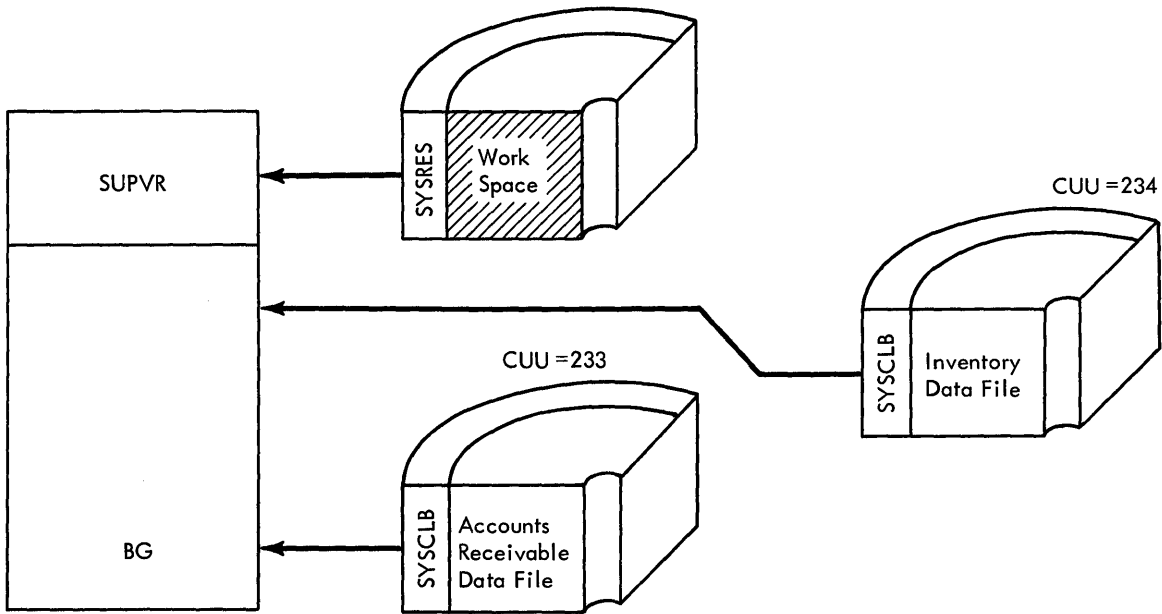 SYSRES
Work
Space
SUPVR
CUU =234
SYSCLB
Inventory
Data File
CUU =233
SYSCLB
Accounts
Receivable
Data File
BG